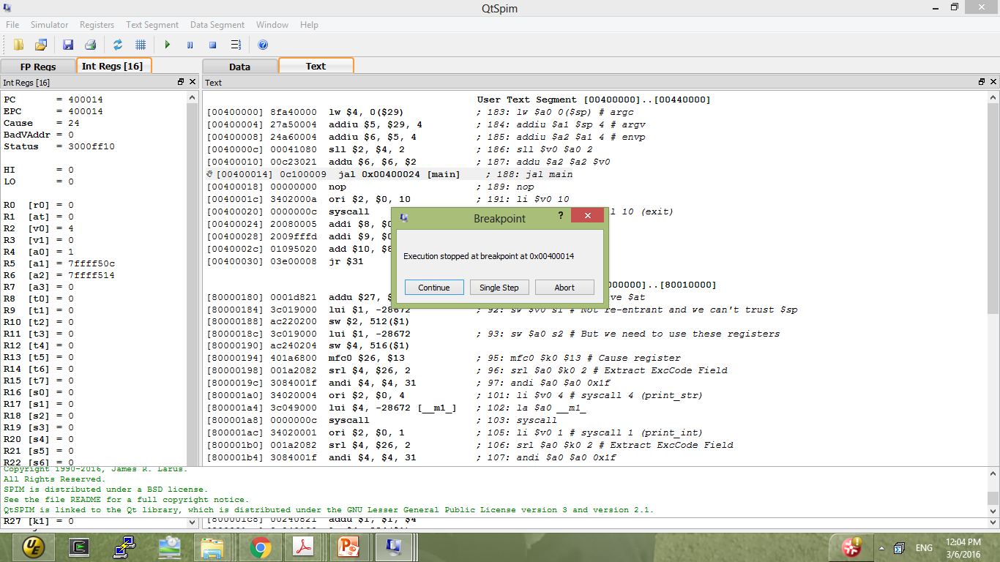 QtSpim
File Simulator Registers Text Segment Data Segment Window Help
FP Regs Int Regs [16] Data Text
Int Regs [16]
PC = 400014
EPC = 400014
Cause = 24
BadVAddr = 0
Status = 3000ff10
HI = 0
LO = 0
R0 [r0] = 0
R1 [at] = 0
R2 [v0] = 4
R3 [v1] = 0
R4 [a0] = 1
R5 [a1] = 7ffff50c
R6 [a2] = 7ffff514
R7 [a3] = 0
R8 [t0] = 0
R9 [t1] = 0
R10 [t2] = 0
R11 [t3] = 0
R12 [t4] = 0
R13 [t5] = 0
R14 [t6] = 0
R15 [t7] = 0
R16 [s0] = 0
R17 [s1] = 0
R18 [s2] = 0
R19 [s3] = 0
R20 [s4] = 0
R21 [s5] = 0
R22 [s6] = 0
Text
User Text Segment [00400000]..[00440000]
[00400000] 8fa40000 lw $4, 0($29) ; 183: lw $a0 0($sp) # argc
[00400004] 27a50004 addiu $5, $29, 4 ; 184: addiu $a1 $sp 4 # argv
[00400008] 24a60004 addiu $6, $5, 4 ; 185: addiu $a2 $a1 4 # envp
[0040000c] 00041080 sll $2, $4, 2 ; 186: sll $v0 $a0 2
[00400010] 00c23021 addu $6, $6, $2 ; 187: addu $a2 $a2 $v0
[00400014] 0c100009 jal 0x00400024 [main] ; 188: jal main
[00400018] 00000000 nop ; 189: nop
[0040001c] 3402000a ori $2, $0, 10 ; 191: li $v0 10
[00400020] 0000000c syscall l 10 (exit)
[00400024] 20080005 addi $8, $0
[00400028] 2009fffd addi $9, $0
[0040002c] 01095020 add $10, $8
[00400030] 03e00008 jr $31
000000]..[80010000]
[80000180] 0001d821 addu $27, $ ve $at
[80000184] 3c019000 lui $1, -28672 ; 92: sw $v0 s1 # Not re-entrant and we can't trust $sp
[80000188] ac220200 sw $2, 512($1)
[8000018c] 3c019000 lui $1, -28672 ; 93: sw $a0 s2 # But we need to use these registers
[80000190] ac240204 sw $4, 516($1)
[80000194] 401a6800 mfc0 $26, $13 ; 95: mfc0 $k0 $13 # Cause register
[80000198] 001a2082 srl $4, $26, 2 ; 96: srl $a0 $k0 2 # Extract ExcCode Field
[8000019c] 3084001f andi $4, $4, 31 ; 97: andi $a0 $a0 0x1f
[800001a0] 34020004 ori $2, $0, 4 ; 101: li $v0 4 # syscall 4 (print_str)
[800001a4] 3c049000 lui $4, -28672 [__m1_] ; 102: la $a0 __m1_
[800001a8] 0000000c syscall ; 103: syscall
[800001ac] 34020001 ori $2, $0, 1 ; 105: li $v0 1 # syscall 1 (print_int)
[800001b0] 001a2082 srl $4, $26, 2 ; 106: srl $a0 $k0 2 # Extract ExcCode Field
[800001b4] 3084001f andi $4, $4, 31 ; 107: andi $a0 $a0 0x1f
Breakpoint
Execution stopped at breakpoint at 0x00400014
Continue Single Step Abort
Copyright 1990-2016, James R. Larus.
All Rights Reserved.
SPIM is distributed under a BSD license.
See the file README for a full copyright notice.
QtSPIM is linked to the Qt library, which is distributed under the GNU Lesser General Public License version 3 and version 2.1.
R27 [k1] = 0
[800001c8] 00240821 addu $1, $1, $4
ENG
12:04 PM
3/6/2016